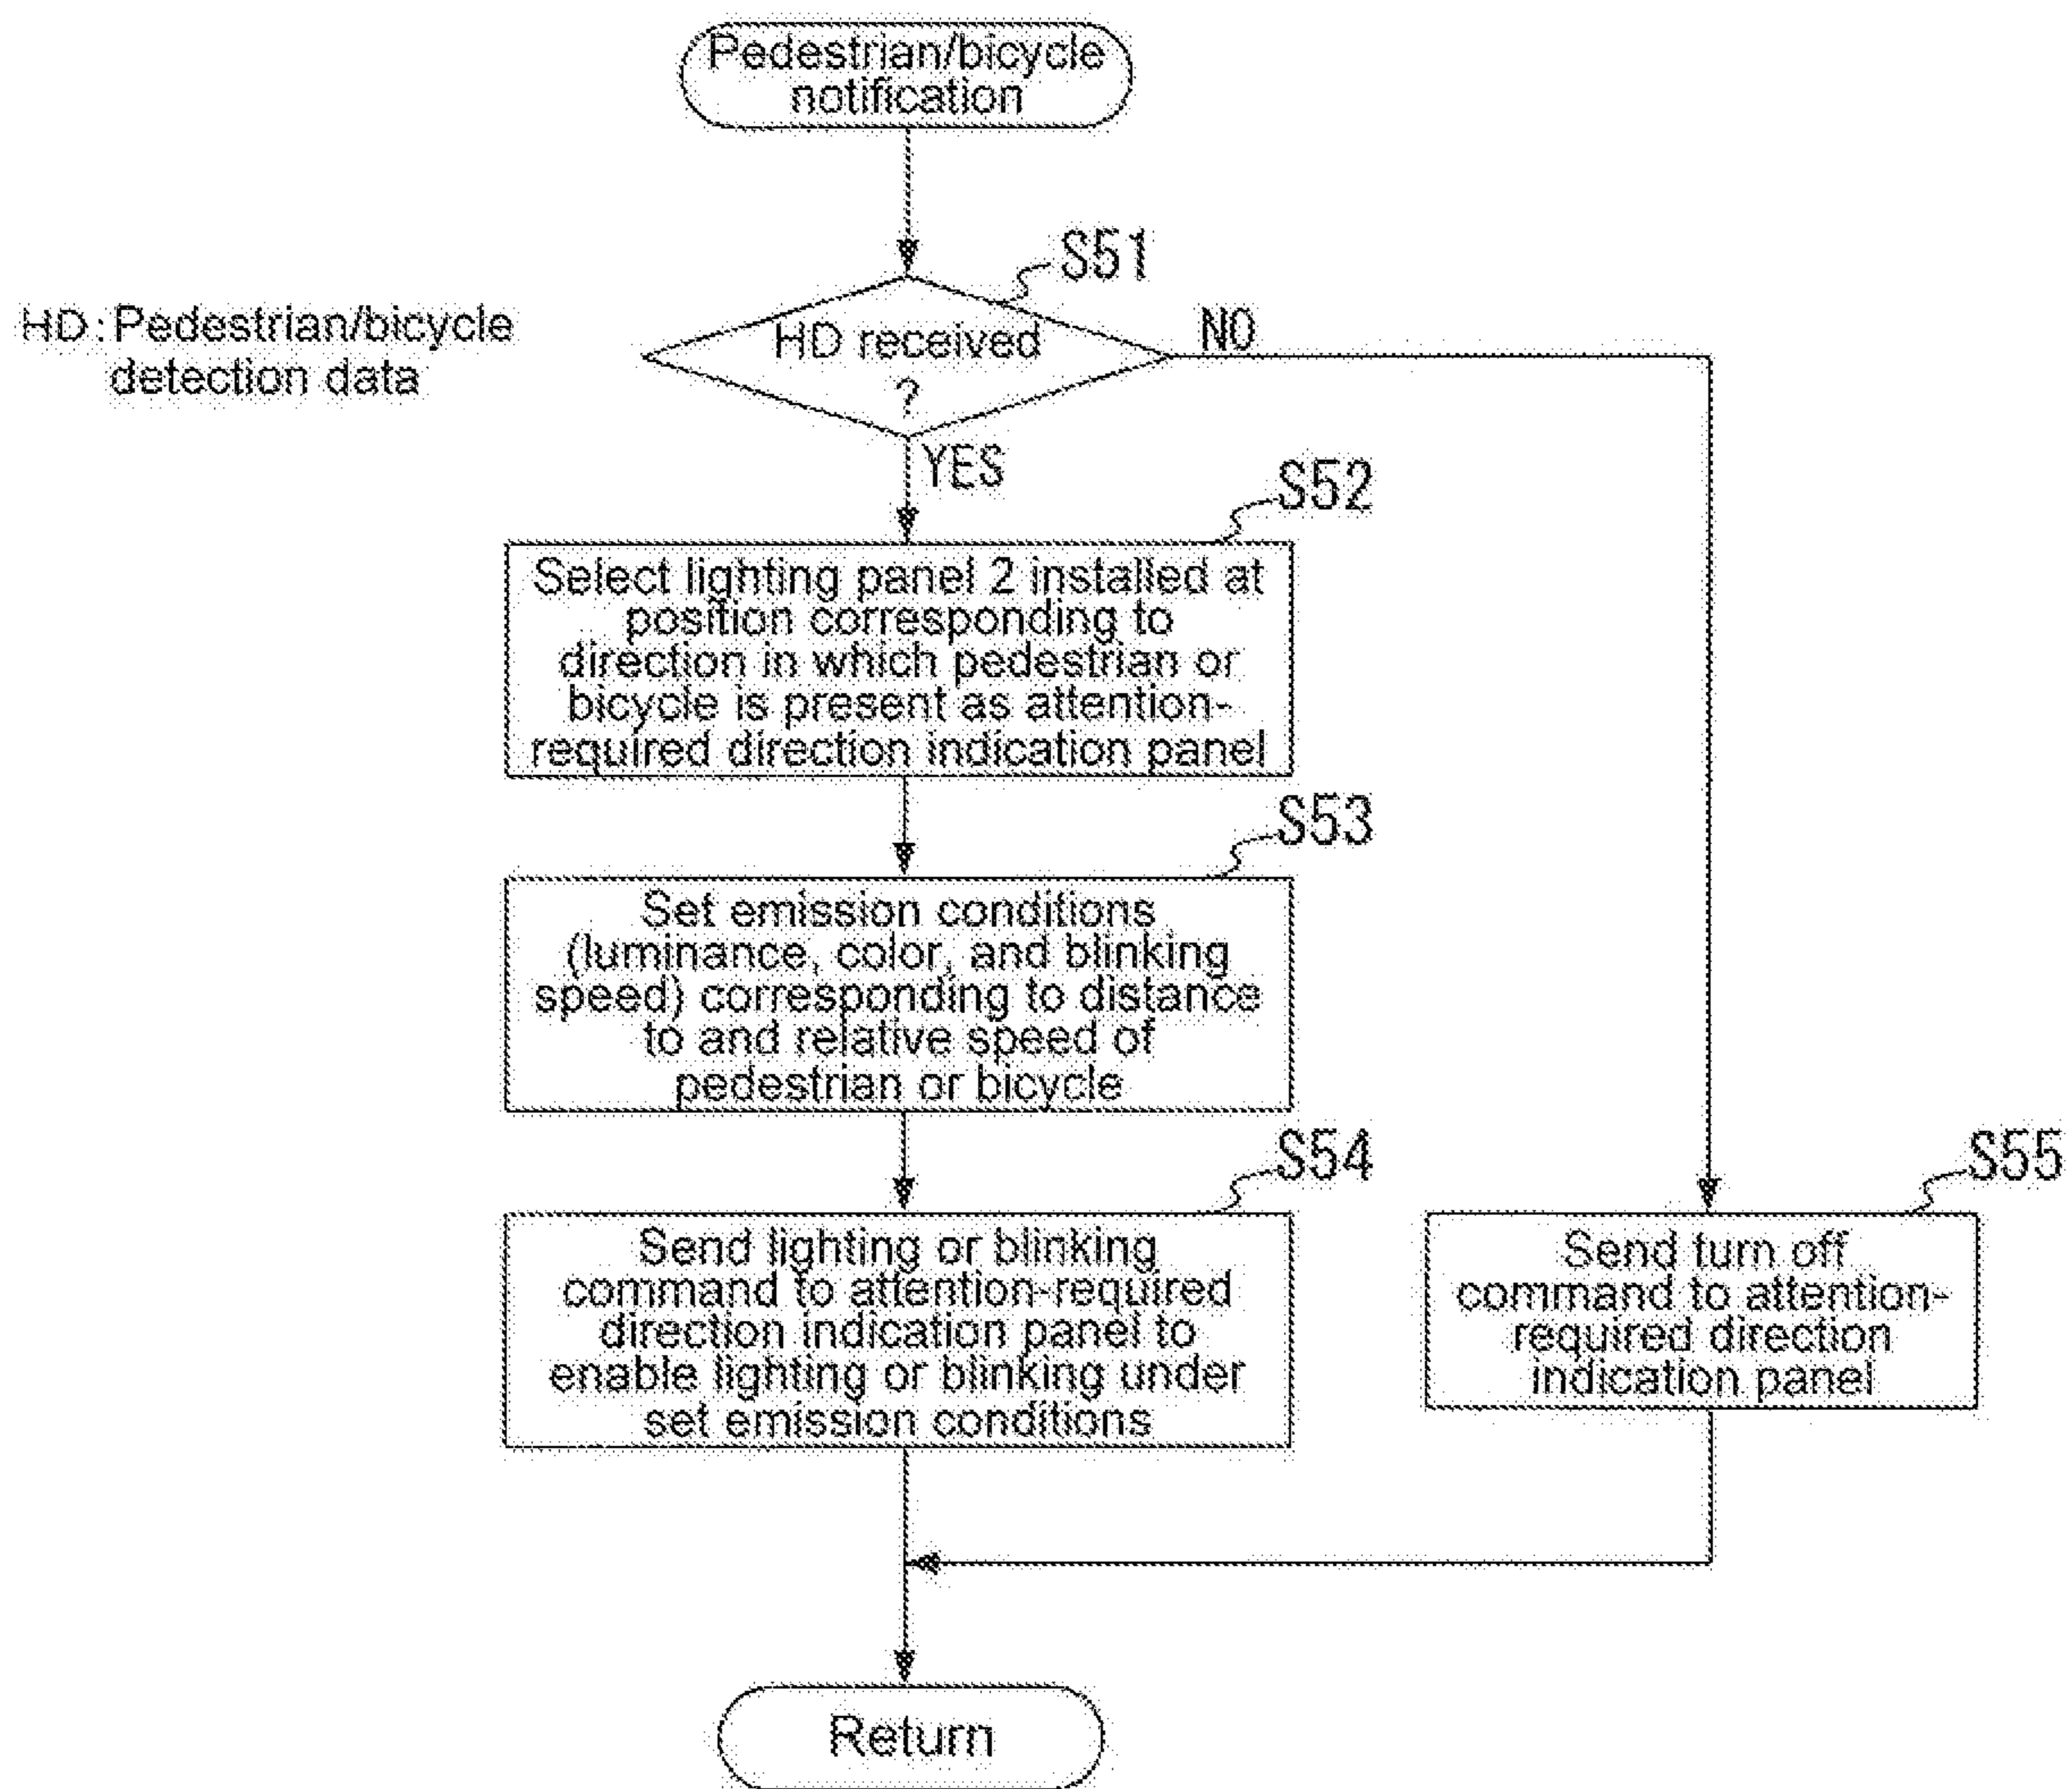 Pedestrian/bicycle
notification
S51
HD: Pedestrian/bicycle
detection data
HD received
?
NO
YES
S52
Select lighting panel 2 installed at
position corresponding to
direction in which pedestrian or
bicycle is present as attention-
required direction indication panel
S53
Set emission conditions
(luminance, color, and blinking
speed) corresponding to distance
to and relative speed of
pedestrian or bicycle
S54
Send lighting or blinking
command to attention-required
direction indication panel to
enable lighting or blinking under
set emission conditions
S55
Send turn off
command to attention-
required direction
indication panel
Return